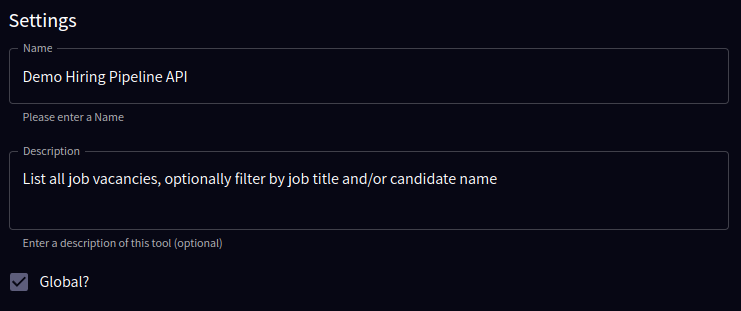 Settings
Name
Demo Hiring Pipeline API
Please enter a Name
Description
List all job vacancies, optionally filter by job title and/or candidate name
Enter a description of this tool (optional)
Global?